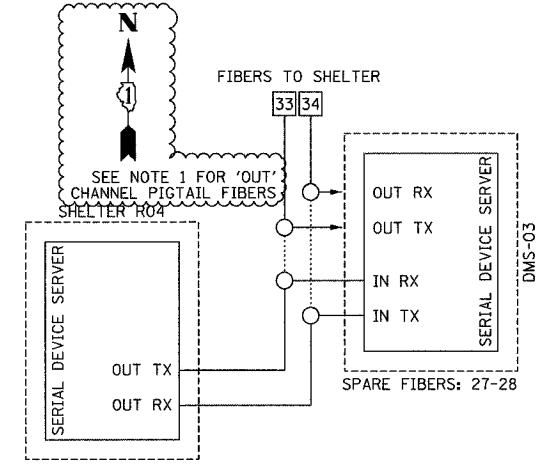 N
1
FIBERS TO SHELTER
33 34
SEE NOTE 1 FOR 'OUT'
CHANNEL PIGTAIL FIBERS
SHELTER R04
SERIAL DEVICE SERVER
OUT TX
OUT RX
OUT RX
OUT TX
IN RX
IN TX
SERIAL DEVICE SERVER
DMS-03
SPARE FIBERS: 27-28